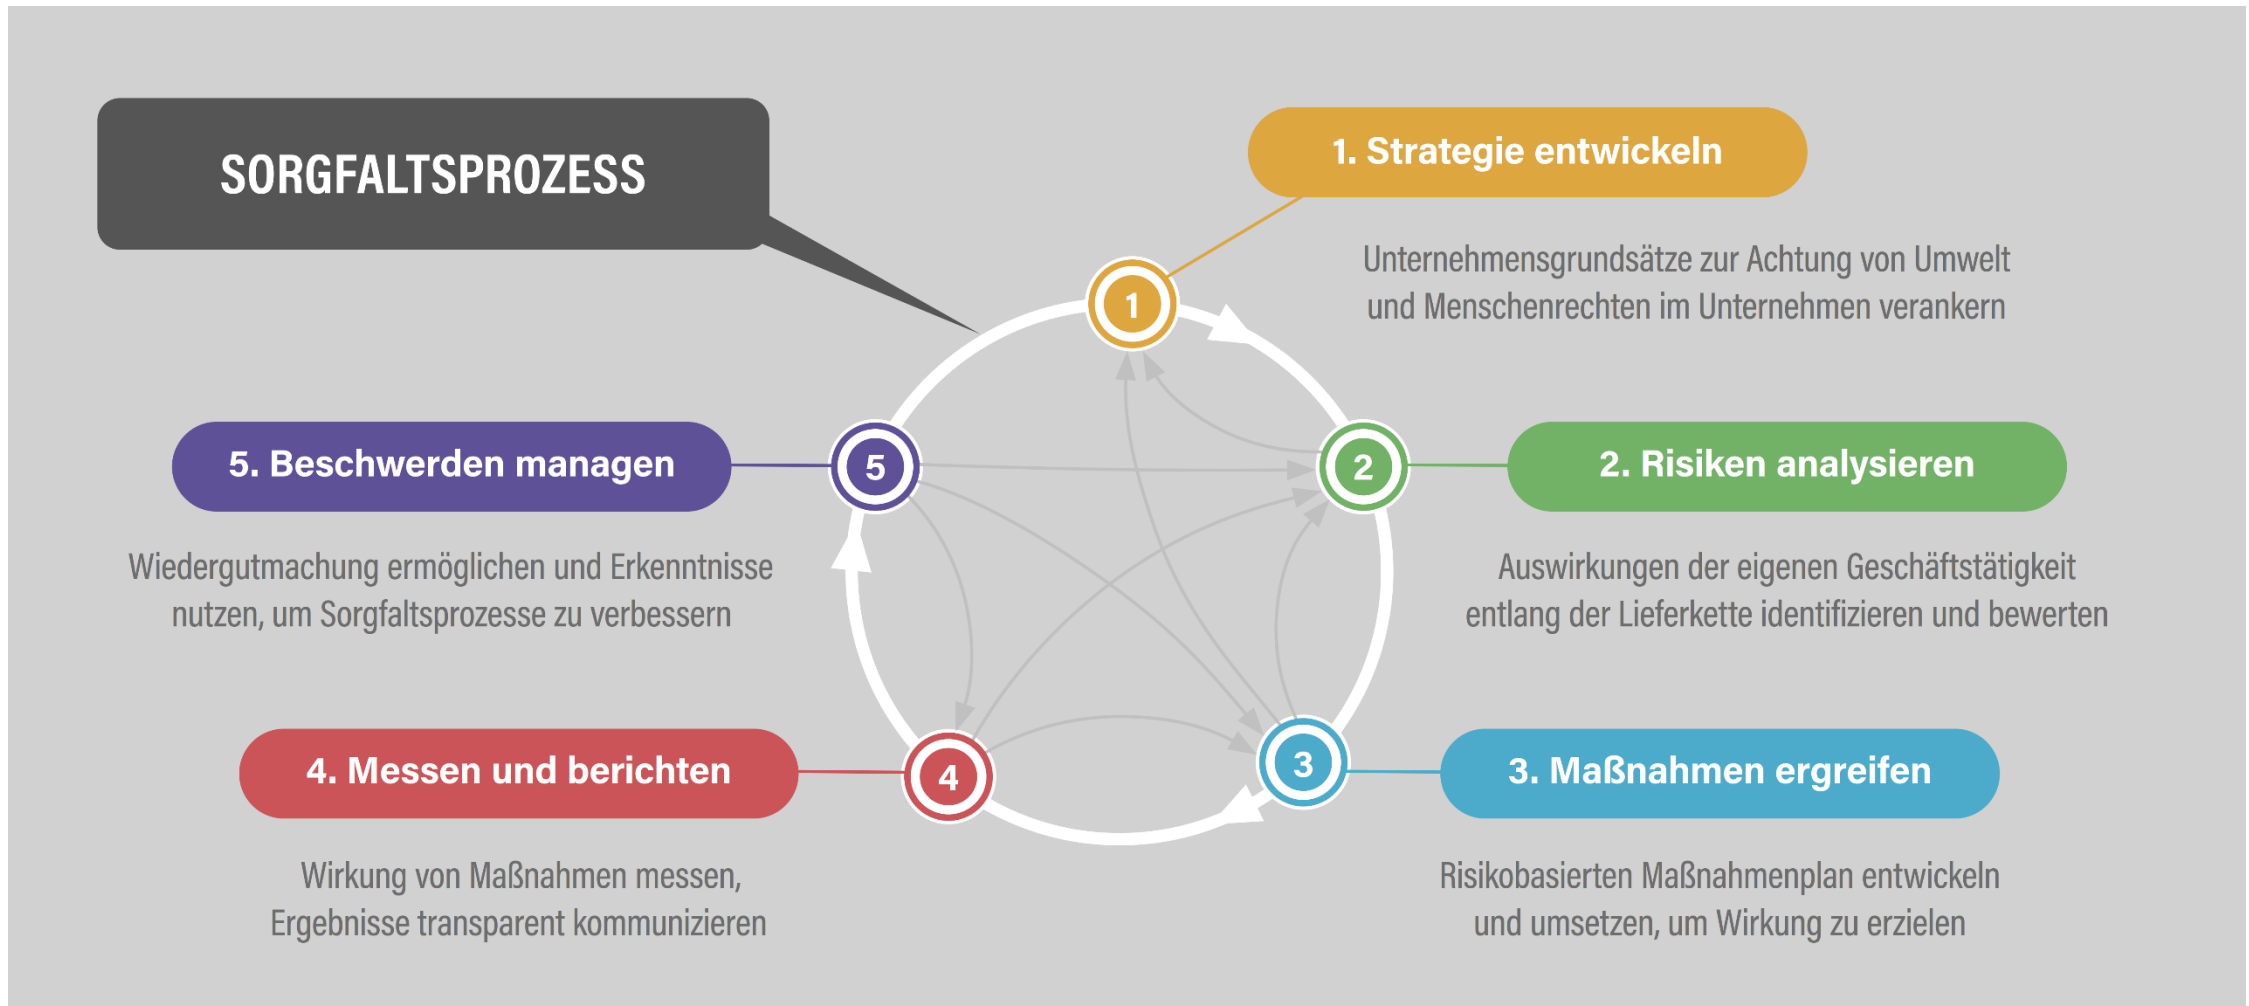 SORGFALTSPROZESS
1. Strategie entwickeln
Unternehmensgrundsätze zur Achtung von Umwelt
und Menschenrechten im Unternehmen verankern
1
2
3
4
5
2. Risiken analysieren
Auswirkungen der eigenen Geschäftstätigkeit
entlang der Lieferkette identifizieren und bewerten
3. Maßnahmen ergreifen
Risikobasierten Maßnahmenplan entwickeln
und umsetzen, um Wirkung zu erzielen
4. Messen und berichten
Wirkung von Maßnahmen messen,
Ergebnisse transparent kommunizieren
5. Beschwerden managen
Wiedergutmachung ermöglichen und Erkenntnisse
nutzen, um Sorgfaltsprozesse zu verbessern